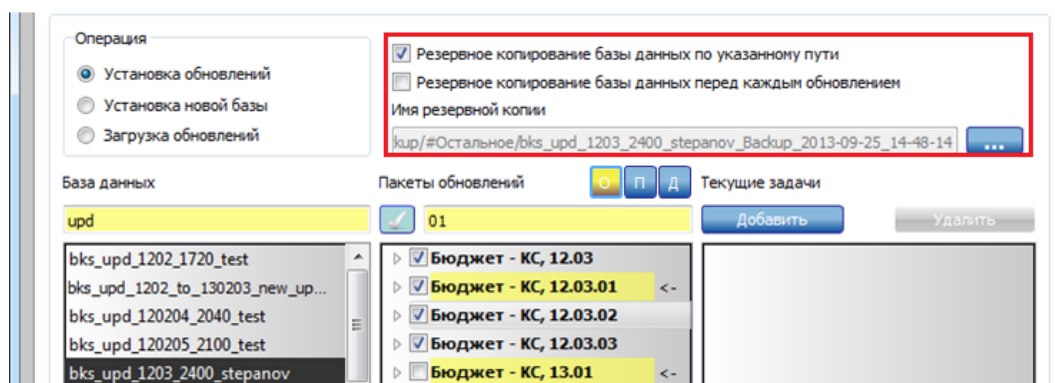 Операция
Установка обновлений
Установка новой базы
Загрузка обновлений
Резервное копирование базы данных по указанному пути
Резервное копирование базы данных перед каждым обновлением
Имя резервной копии
kup/#Остальное/bks_upd_1203_2400_stepanov_Backup_2013-09-25_14-48-14
...
База данных
Пакеты обновлений
О П Д
Текущие задачи
upd
01
Добавить
Удалить
bks_upd_1202_1720_test
bks_upd_1202_to_130203_new_up...
bks_upd_120204_2040_test
bks_upd_120205_2100_test
bks_upd_1203_2400_stepanov
Бюджет - КС, 12.03
Бюджет - КС, 12.03.01 <-
Бюджет - КС, 12.03.02
Бюджет - КС, 12.03.03
Бюджет - КС, 13.01 <-